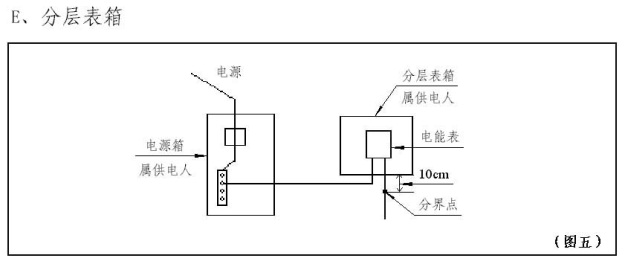 E、分层表箱
电源
分层表箱
属供电人
电源箱
属供电人
电能表
10cm
分界点
（图五）